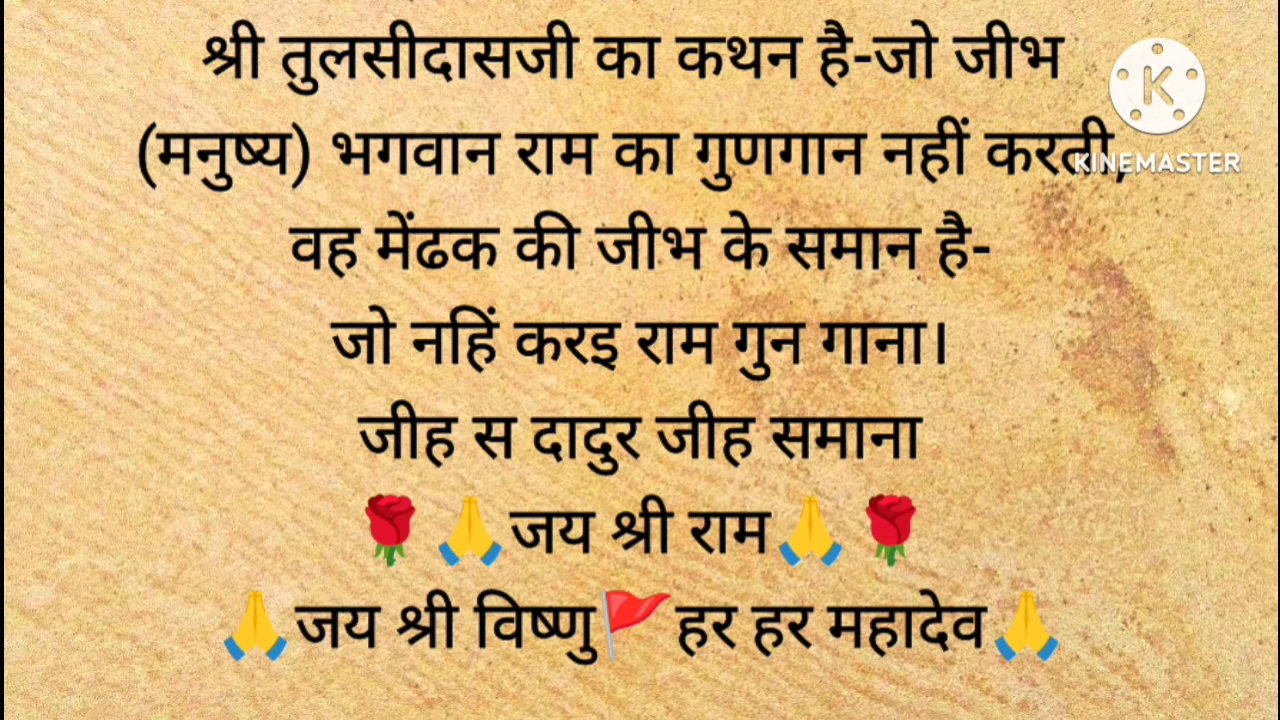 श्री तुलसीदासजी का कथन है-जो जीभ
(मनुष्य) भगवान राम का गुणगान नहीं करती,
KINEMASTER
वह मेंढक की जीभ के समान है-
जो नहिं करइ राम गुन गाना।
जीह स दादुर जीह समाना
🌹🙏जय श्री राम🙏🌹
🙏जय श्री विष्णु🚩हर हर महादेव🙏